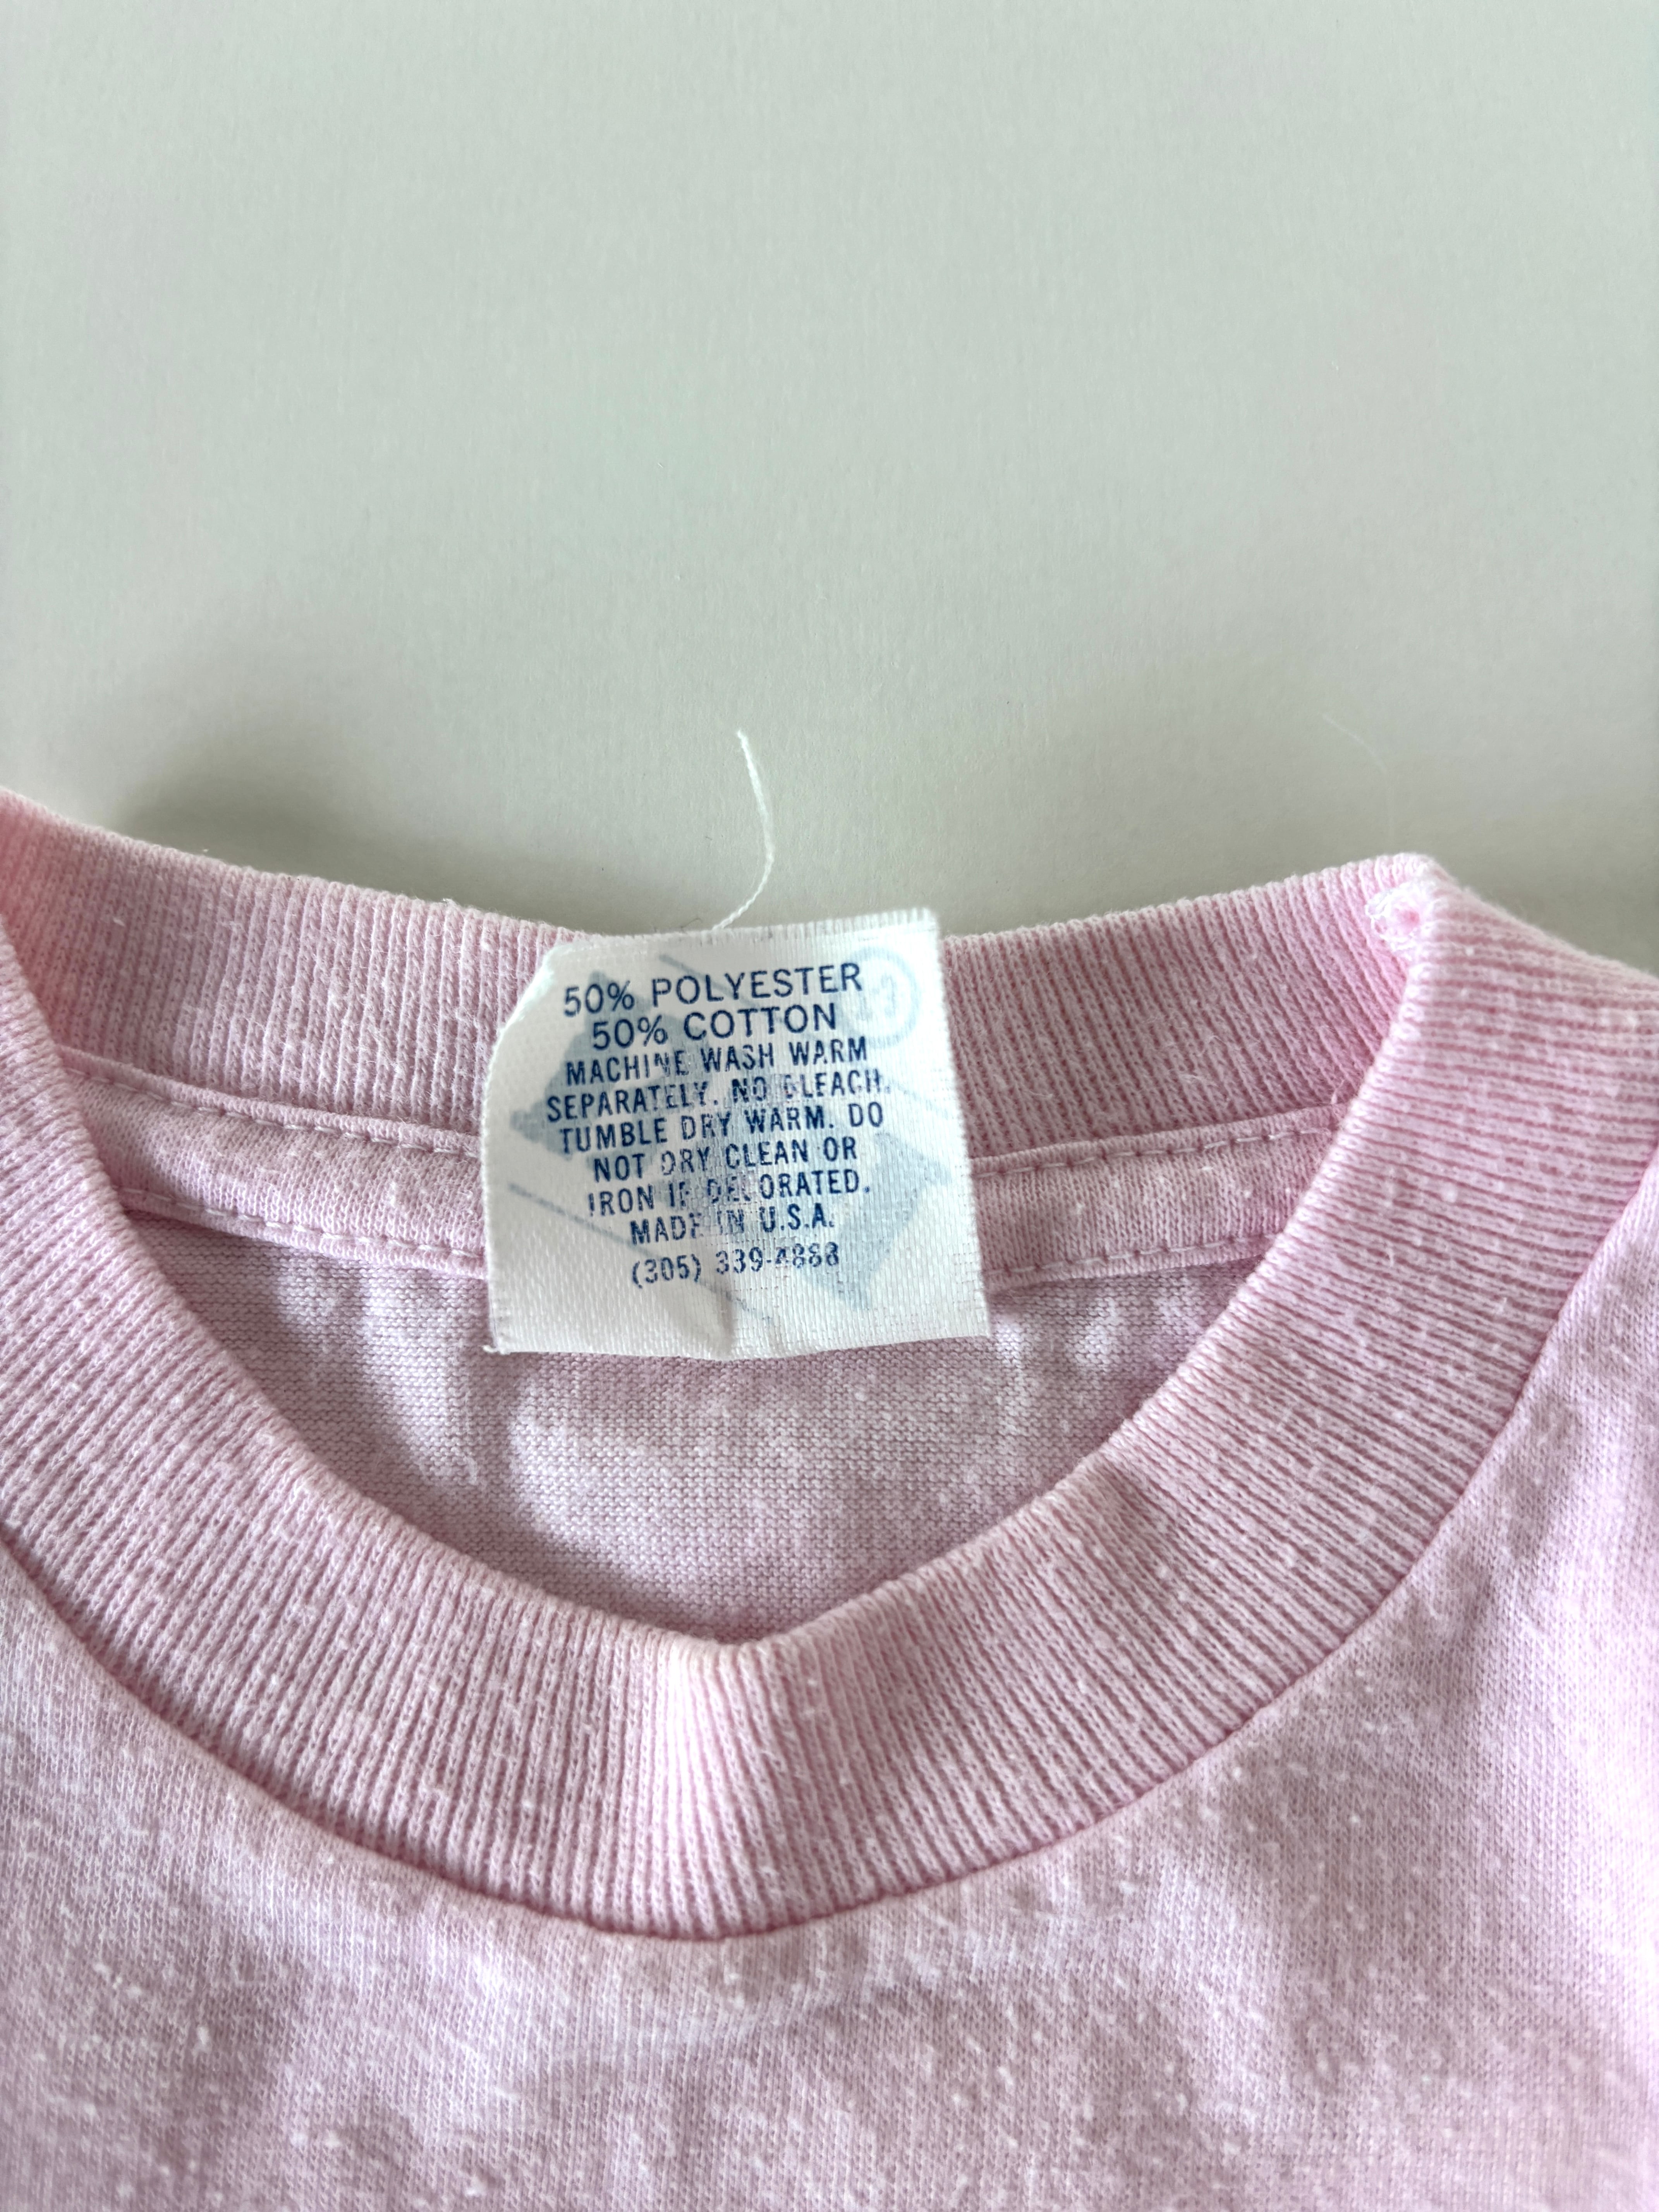 50% POLYESTER
50% COTTON
MACHINE WASH WARM
SEPARATELY. NO BLEACH.
TUMBLE DRY WARM. DO
NOT DRY CLEAN OR
IRON IF DECORATED.
MADE IN U.S.A.
(305) 339-4888